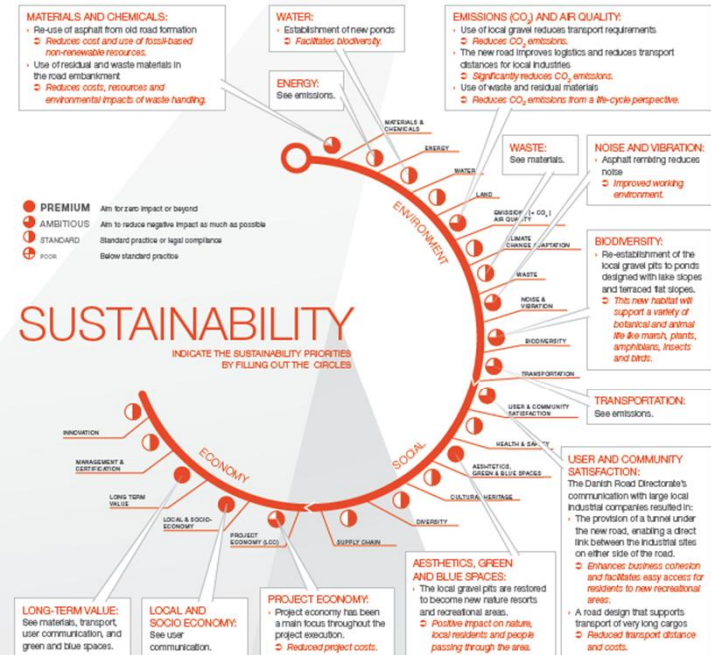 MATERIALS AND CHEMICALS:
› Re-use of asphalt from old road formation
➲ Reduces cost and use of fossil-based
non-renewable resources.
› Use of residual and waste materials in
the road embankment
➲ Reduces costs, resources and
environmental impacts of waste handling.
WATER:
› Establishment of new ponds
➲ Facilitates biodiversity.
ENERGY:
See emissions.
EMISSIONS (CO₂) AND AIR QUALITY:
› Use of local gravel reduces transport requirements
➲ Reduces CO₂ emissions.
› The new road improves logistics and reduces transport
distances for local industries
➲ Significantly reduces CO₂ emissions.
› Use of waste and residual materials
➲ Reduces CO₂ emissions from a life-cycle perspective.
WASTE:
See materials.
NOISE AND VIBRATION:
› Asphalt remixing reduces
noise
➲ Improved working
environment.
BIODIVERSITY:
› Re-establishment of the
local gravel pits to ponds
designed with lake slopes
and terraced flat slopes.
➲ This new habitat will
support a variety of
botanical and animal
life like marsh, plants,
amphibians, insects
and birds.
TRANSPORTATION:
See emissions.
USER AND COMMUNITY
SATISFACTION:
The Danish Road Directorate's
communication with large local
industrial companies resulted in:
› The provision of a tunnel under
the new road, enabling a direct
link between the industrial sites
on either side of the road.
➲ Enhances business cohesion
and facilitates easy access for
residents to new recreational
areas.
› A road design that supports
transport of very long cargos
➲ Reduced transport distance
and costs.
MATERIALS &
CHEMICALS
ENERGY
WATER
LAND
AIR
CHANGE
WASTE
NOISE &
VIBRATION
BIODIVERSITY
TRANSPORTATION
USER & COMMUNITY
SATISFACTION
HEALTH &
AESHTETICS,
GREEN & BLUE SPACES
CULTURAL HERITAGE
DIVERSITY
SUPPLY CHAIN
PROJECT
ECONOMY (LCC)
LOCAL & SOCIO-
ECONOMY
LONG TERM
VALUE
MANAGEMENT &
CERTIFICATION
INNOVATION
ENVIRONMENT
SOCIAL
ECONOMY
PREMIUM Aim for zero impact or beyond
AMBITIOUS Aim to reduce negative impact as much as possible
STANDARD Standard practice or legal compliance
POOR Below standard practice
SUSTAINABILITY
INDICATE THE SUSTAINABILITY PRIORITIES
BY FILLING OUT THE CIRCLES
LONG-TERM VALUE:
See materials, transport,
user communication, and
green and blue spaces.
LOCAL AND
SOCIO ECONOMY:
See user
communication.
PROJECT ECONOMY:
› Project economy has been
a main focus throughout the
project execution.
➲ Reduced project costs.
AESTHETICS, GREEN
AND BLUE SPACES:
› The local gravel pits are restored
to become new nature resorts
and recreational areas.
➲ Positive impact on nature,
local residents and people
passing through the area.